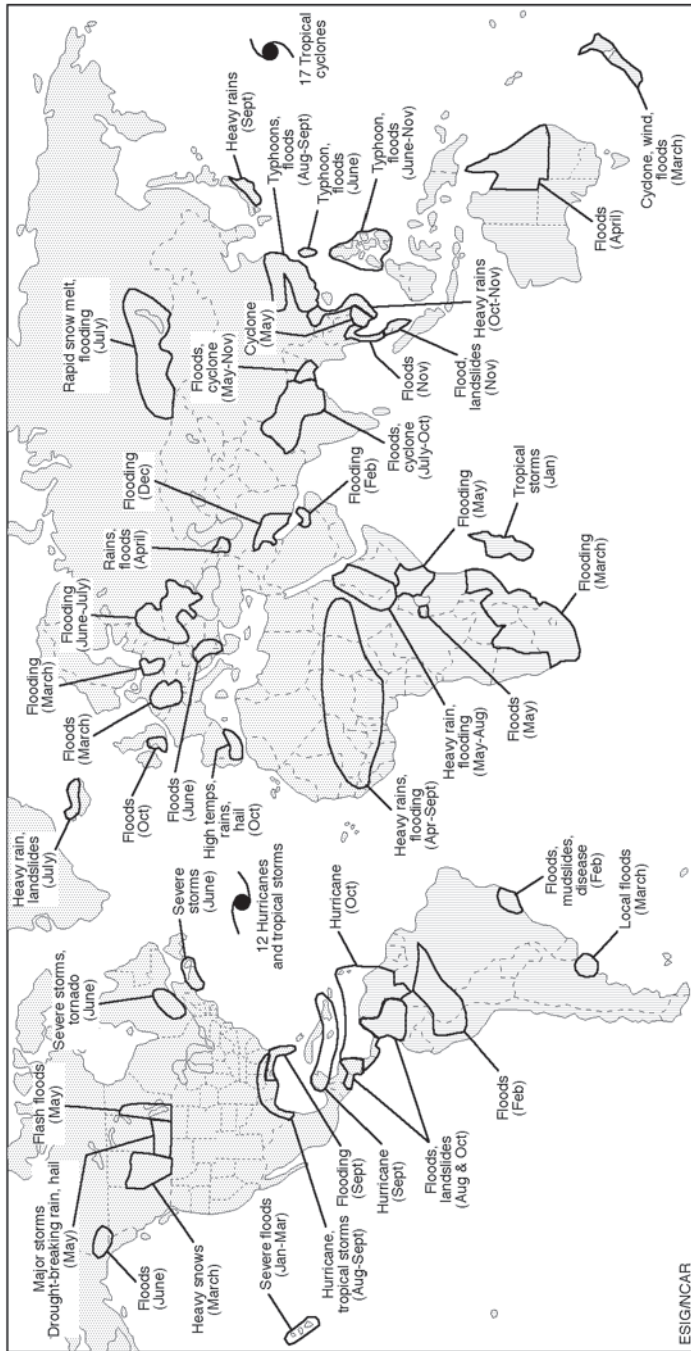 Heavy rain,
landslides
(July)
Severe storms,
tornado
(June)
Flash floods
(May)
Major storms
Drought-breaking rain, hail
(May)
Floods
(June)
Heavy snows
(March)
Severe storms
(June)
12 Hurricanes
and tropical storms
Severe floods
(Jan-Mar)
Hurricane,
tropical storms
(Aug-Sept)
Flooding
(Sept)
Hurricane
(Sept)
Hurricane
(Oct)
Floods,
landslides
(Aug & Oct)
Floods
(Feb)
Floods,
mudslides,
disease
(Feb)
Local floods
(March)
Flooding
(March)
Floods
(March)
Floods
(Oct)
Floods
(June)
High temps,
rains,
hail
(Oct)
Flooding
(June-July)
Rains,
floods
(April)
Flooding
(Dec)
Flooding
(Feb)
Heavy rains,
flooding
(Apr-Sept)
Heavy rain,
flooding
(May-Aug)
Floods
(May)
Flooding
(May)
Tropical
storms
(Jan)
Flooding
(March)
Rapid snow melt,
flooding
(July)
Floods,
cyclone
(May-Nov)
Cyclone
(May)
Floods,
cyclone
(July-Oct)
Floods
(Nov)
Flood,
landslides
(Nov)
Heavy rains
(Oct-Nov)
Heavy rains
(Sept)
Typhoons,
floods
(Aug-Sept)
Typhoon,
floods
(June)
Typhoon,
floods
(June-Nov)
17 Tropical
cyclones
Floods
(April)
Cyclone, wind,
floods
(March)
ESIG/NCAR